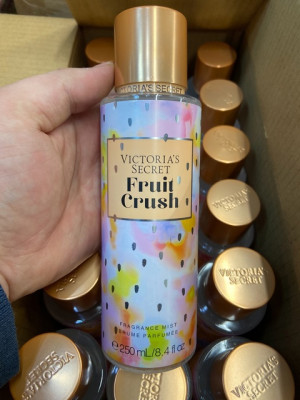 VICTORIA'S SECRET
VICTORIA'S
SECRET
Fruit
Crush
FRAGRANCE MIST
BRUME PARFUMÉE
℮250 mL/8.4 fl oz
VICTORIA'S
SECRET
VICTORIA'S
SECRET